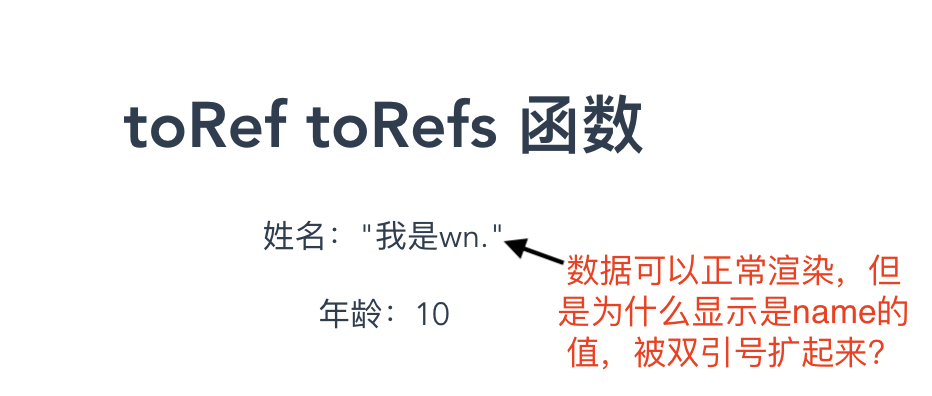 toRef toRefs 函数
姓名："我是wn."
年龄：10
数据可以正常渲染，但
是为什么显示是name的
值，被双引号扩起来？